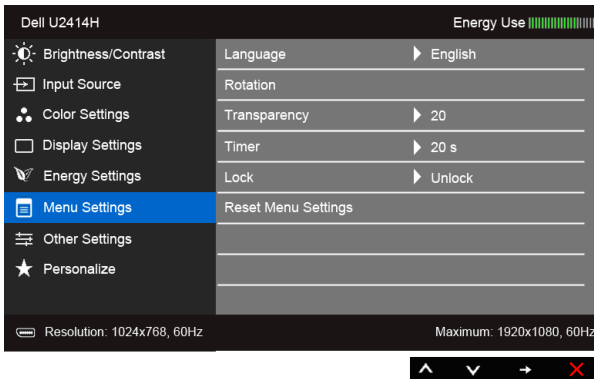 Dell U2414H Energy Use
Brightness/Contrast Language English
Input Source Rotation
Color Settings Transparency 20
Display Settings Timer 20 s
Energy Settings Lock Unlock
Menu Settings Reset Menu Settings
Other Settings
Personalize
Resolution: 1024x768, 60Hz Maximum: 1920x1080, 60Hz